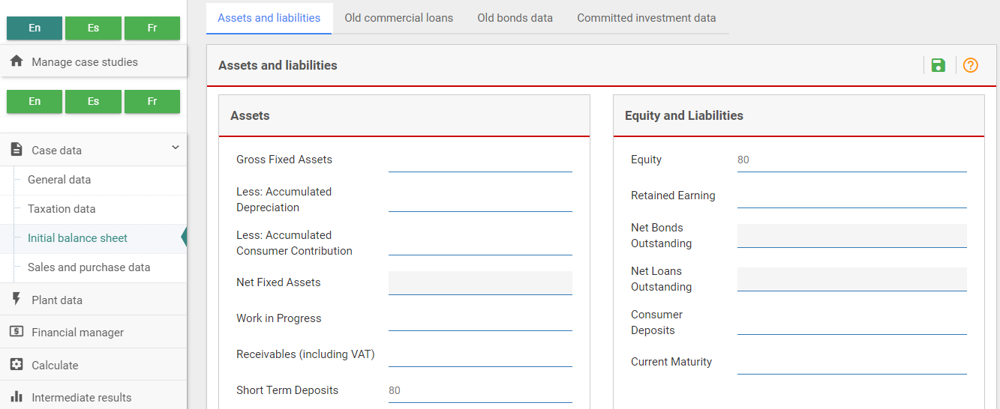 En Es Fr
Manage case studies
En Es Fr
Case data
General data
Taxation data
Initial balance sheet
Sales and purchase data
Plant data
Financial manager
Calculate
Intermediate results
Assets and liabilities Old commercial loans Old bonds data Committed investment data
Assets and liabilities
Assets
Gross Fixed Assets
Less: Accumulated
Depreciation
Less: Accumulated
Consumer Contribution
Net Fixed Assets
Work in Progress
Receivables (including VAT)
Short Term Deposits 80
Equity and Liabilities
Equity 80
Retained Earning
Net Bonds
Outstanding
Net Loans
Outstanding
Consumer
Deposits
Current Maturity